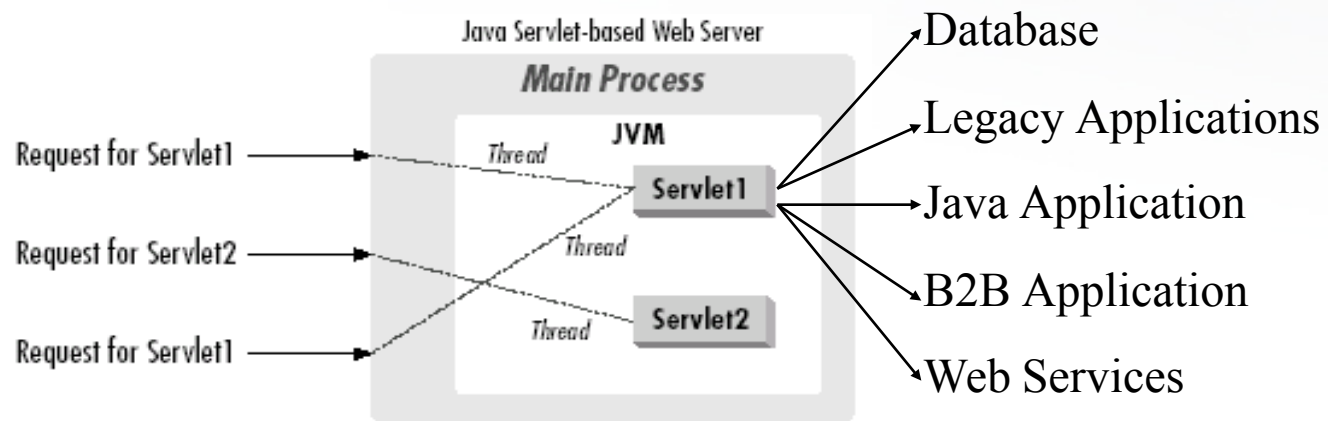 Java Servlet-based Web Server
Main Process
JVM
Request for Servlet1
Thread
Servlet1
Request for Servlet2
Thread
Servlet2
Thread
Request for Servlet1
Database
Legacy Applications
Java Application
B2B Application
Web Services